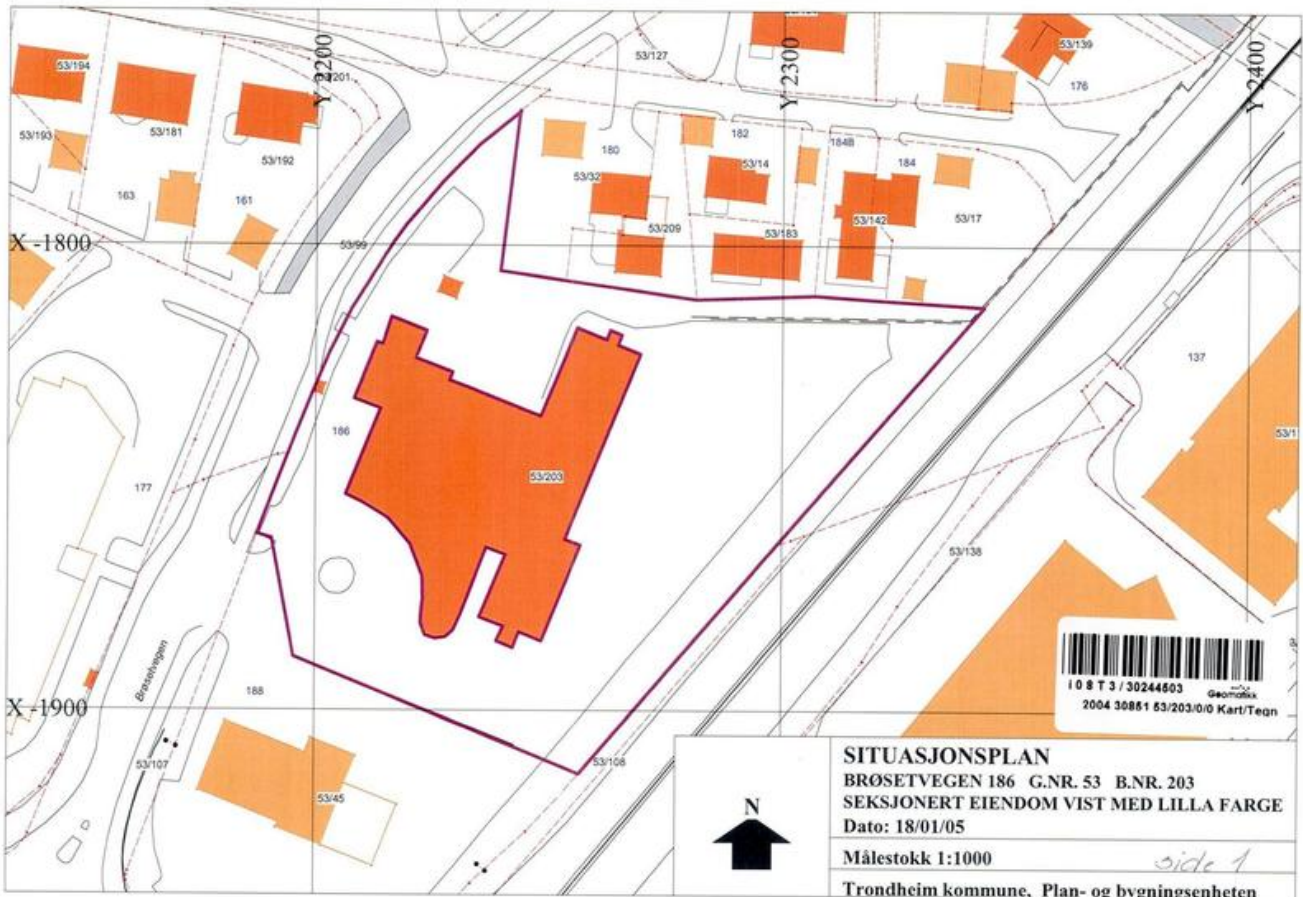 53/194
53/181
53/193
53/192
163
161
53/201
Y 2200
53/127
Y 2300
53/139
176
Y 2400
180
182
184B
184
53/32
53/14
53/209
53/183
53/142
53/17
X -1800
53/99
137
186
53/203
177
53/138
53/1
Brøsetvegen
188
X -1900
53/107
53/45
53/108
Geomatikk
2004 30851 53/203/0/0 Kart/Tegn
N
SITUASJONSPLAN
BRØSETVEGEN 186 G.NR. 53 B.NR. 203
SEKSJONERT EIENDOM VIST MED LILLA FARGE
Dato: 18/01/05
Målestokk 1:1000
side 1
Trondheim kommune, Plan- og bygningsenheten